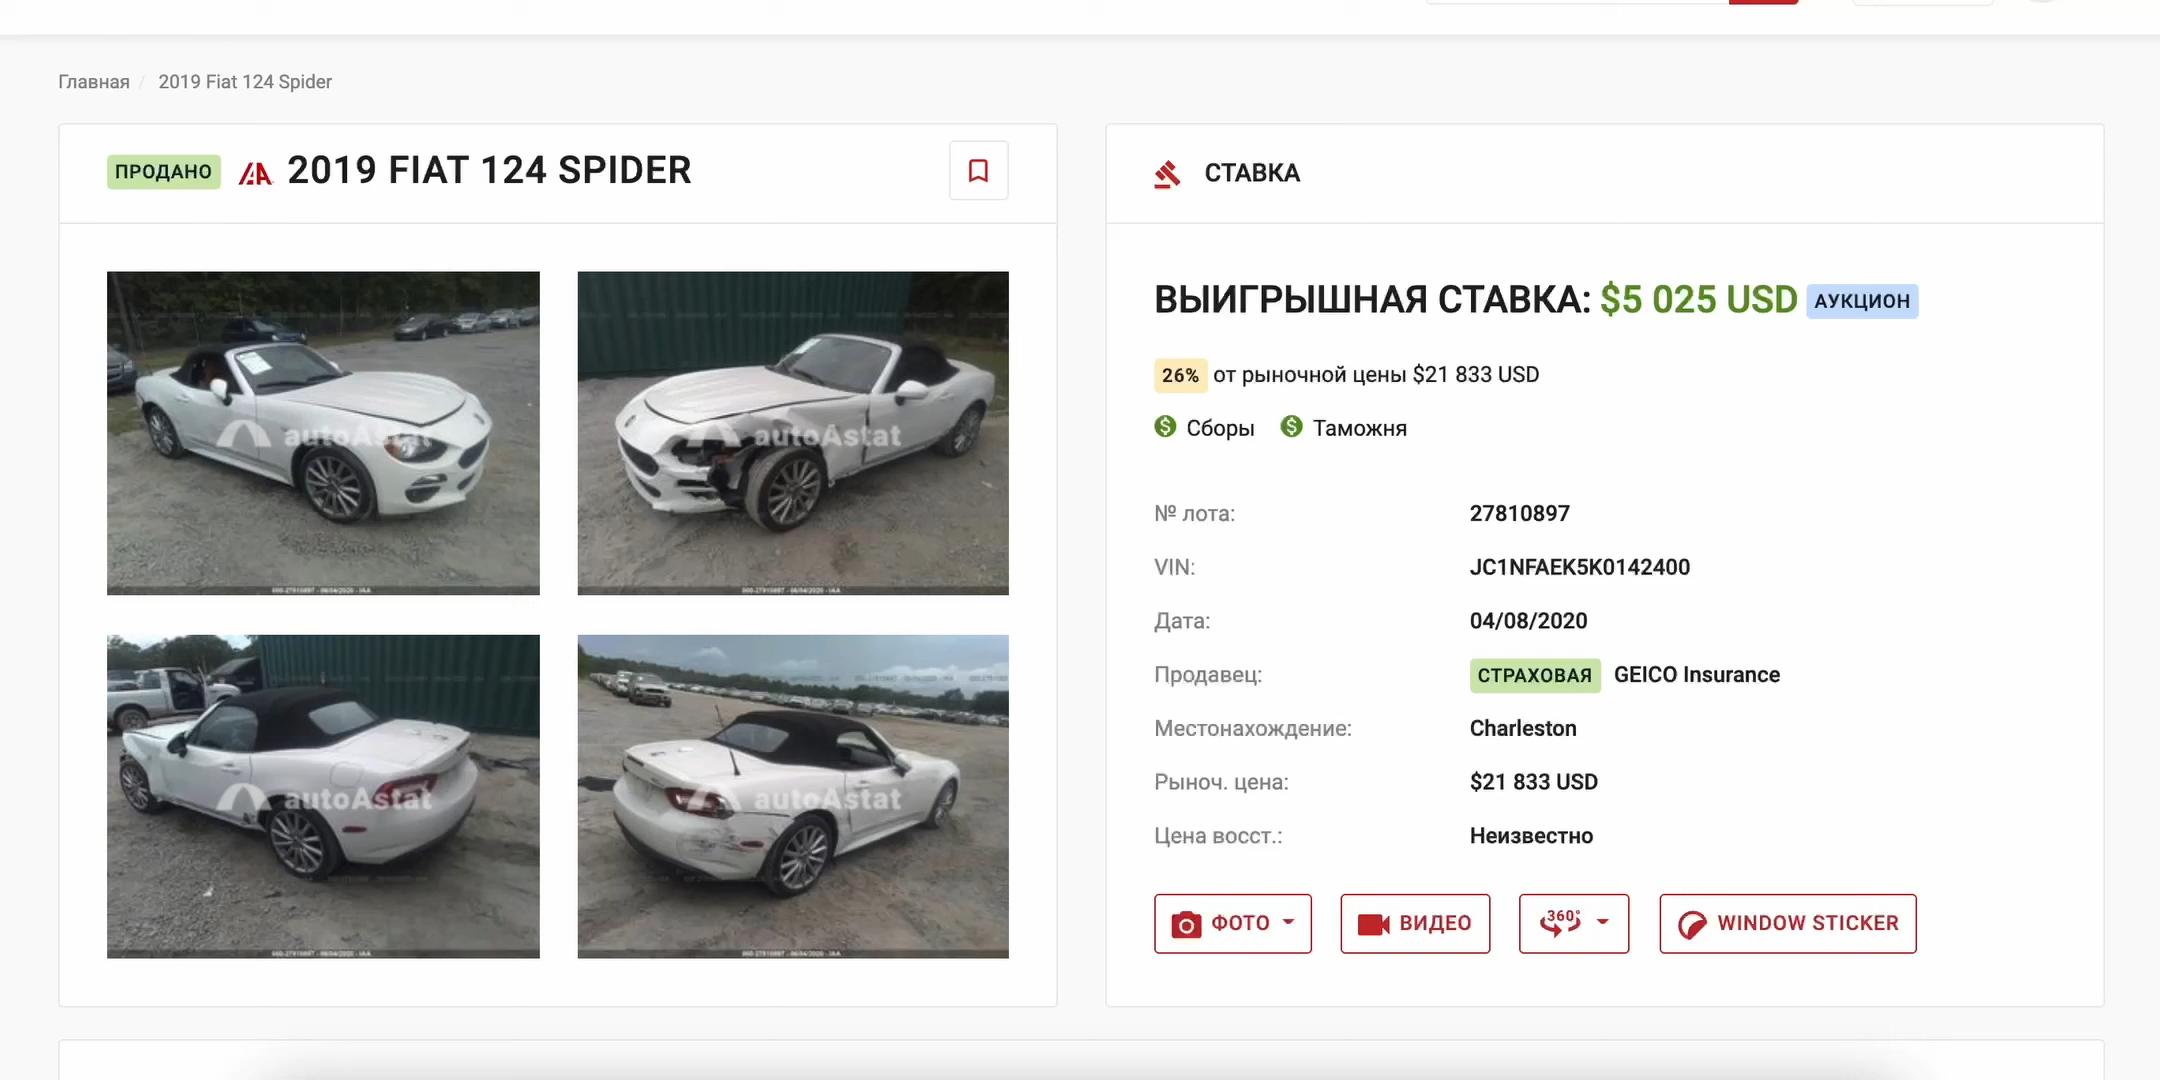 Главная / 2019 Fiat 124 Spider
ПРОДАНО IAA 2019 FIAT 124 SPIDER
autoAstat
autoAstat
autoAstat
autoAstat
СТАВКА
ВЫИГРЫШНАЯ СТАВКА: $5 025 USD АУКЦИОН
26% от рыночной цены $21 833 USD
Сборы Таможня
№ лота: 27810897
VIN: JC1NFAEK5K0142400
Дата: 04/08/2020
Продавец: СТРАХОВАЯ GEICO Insurance
Местонахождение: Charleston
Рыноч. цена: $21 833 USD
Цена восст.: Неизвестно
ФОТО ВИДЕО 360° WINDOW STICKER